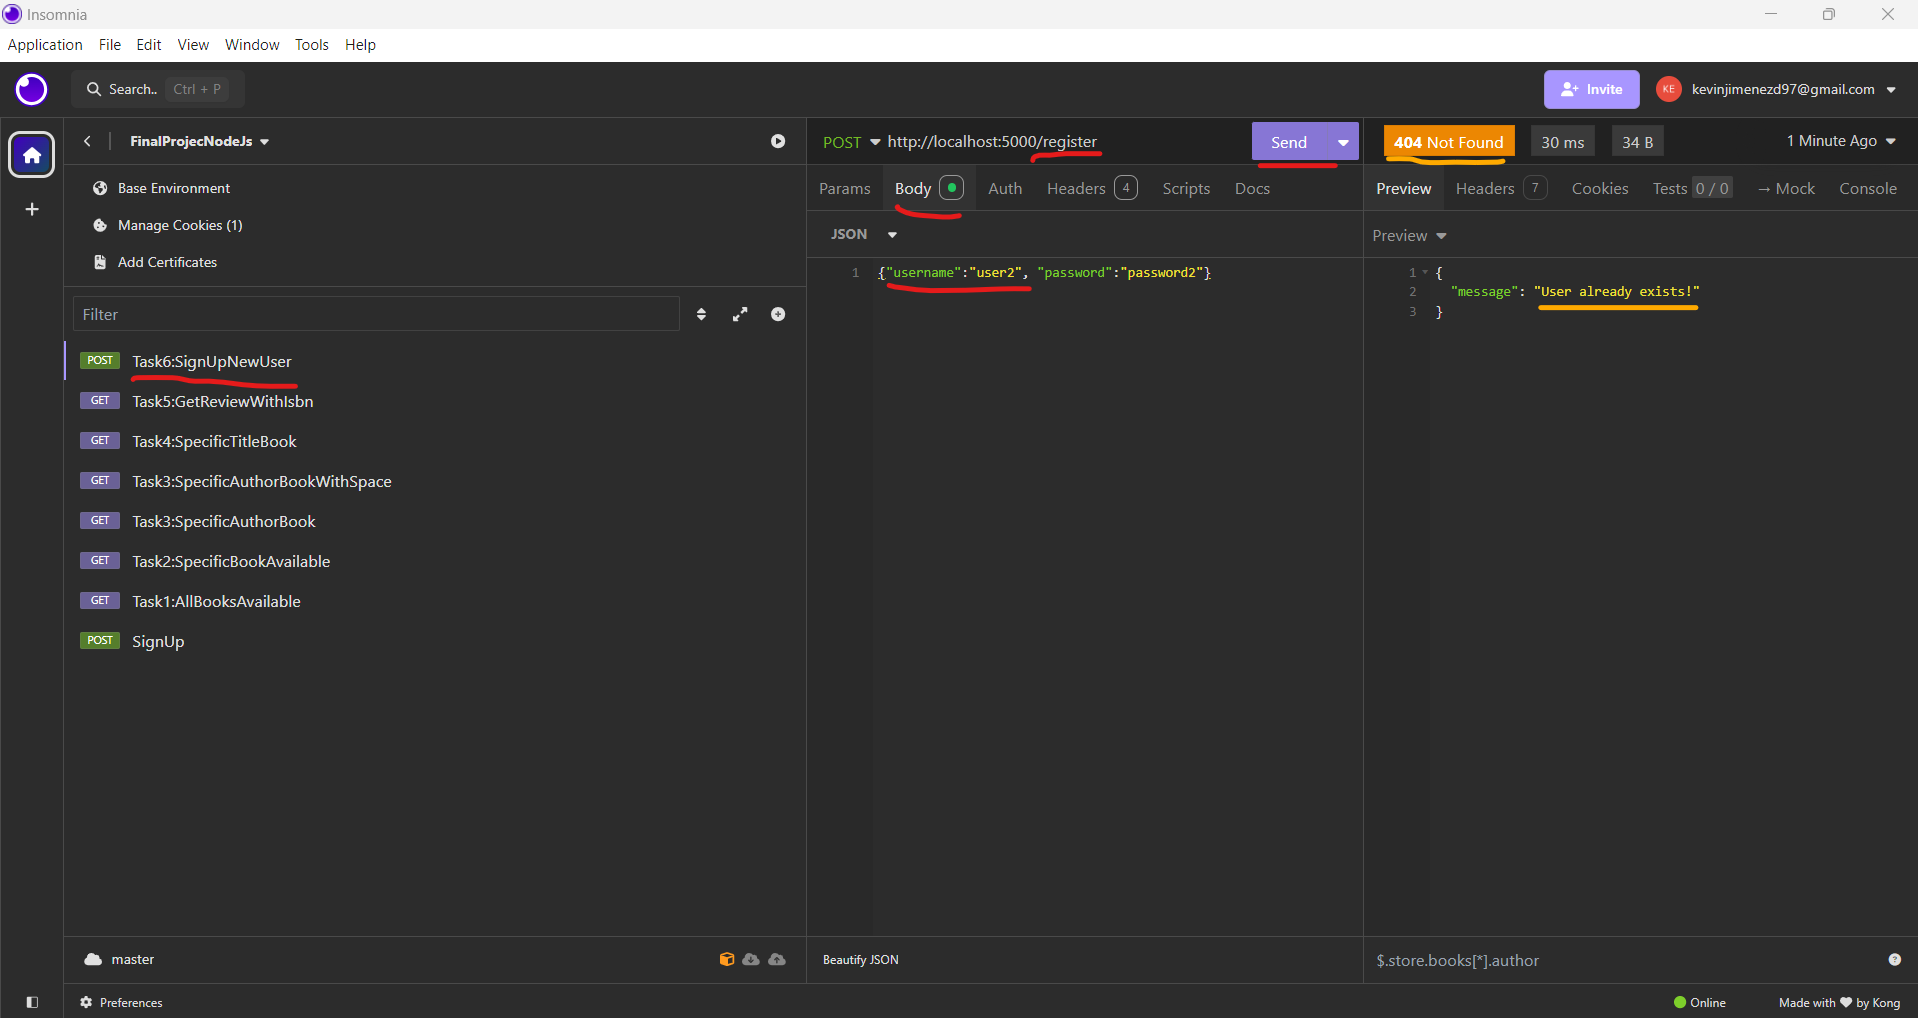 Insomnia
Application File Edit View Window Tools Help
Search.. Ctrl + P
Invite
KE kevinjimenezd97@gmail.com
FinalProjecNodeJs
Base Environment
Manage Cookies (1)
Add Certificates
Filter
POST Task6:SignUpNewUser
GET Task5:GetReviewWithIsbn
GET Task4:SpecificTitleBook
GET Task3:SpecificAuthorBookWithSpace
GET Task3:SpecificAuthorBook
GET Task2:SpecificBookAvailable
GET Task1:AllBooksAvailable
POST SignUp
master
Preferences
POST http://localhost:5000/register Send
Params Body Auth Headers 4 Scripts Docs
JSON
1 {"username":"user2", "password":"password2"}
Beautify JSON
404 Not Found 30 ms 34 B 1 Minute Ago
Preview Headers 7 Cookies Tests 0 / 0 → Mock Console
Preview
1 {
2 "message": "User already exists!"
3 }
$.store.books[*].author
Online Made with ❤ by Kong